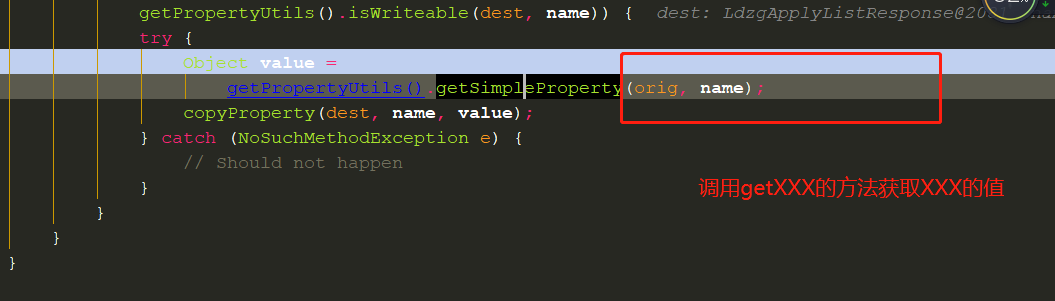 getPropertyUtils().isWriteable(dest, name)) { dest: LdzgApplyListResponse@
try {
Object value =
getPropertyUtils().getSimpleProperty(orig, name);
copyProperty(dest, name, value);
} catch (NoSuchMethodException e) {
// Should not happen
调用getXXX的方法获取XXX的值
}
}
}
}